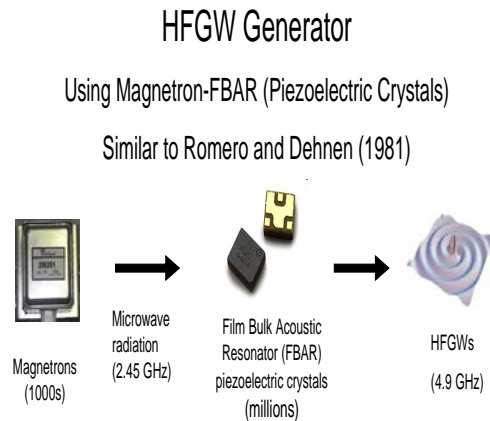 HFGW Generator
Using Magnetron-FBAR (Piezoelectric Crystals)
Similar to Romero and Dehnen (1981)
Magnetrons
(1000s)
Microwave
radiation
(2.45 GHz)
Film Bulk Acoustic
Resonator (FBAR)
piezoelectric crystals
(millions)
HFGWs
(4.9 GHz)